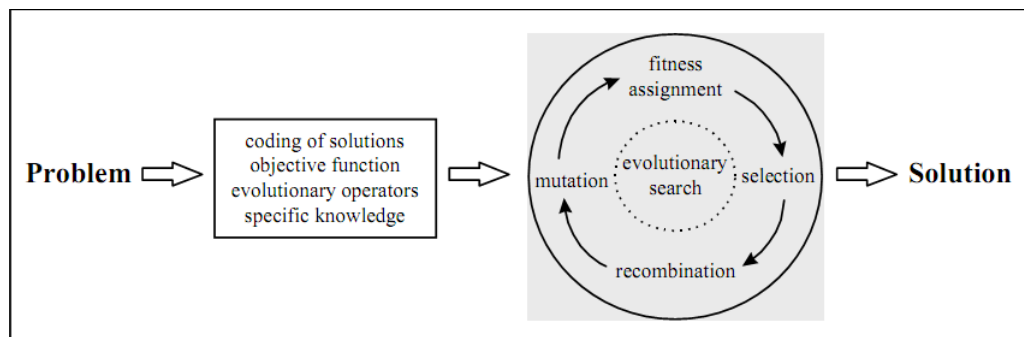 Problem
coding of solutions
objective function
evolutionary operators
specific knowledge
fitness
assignment
mutation
evolutionary
search
selection
recombination
Solution